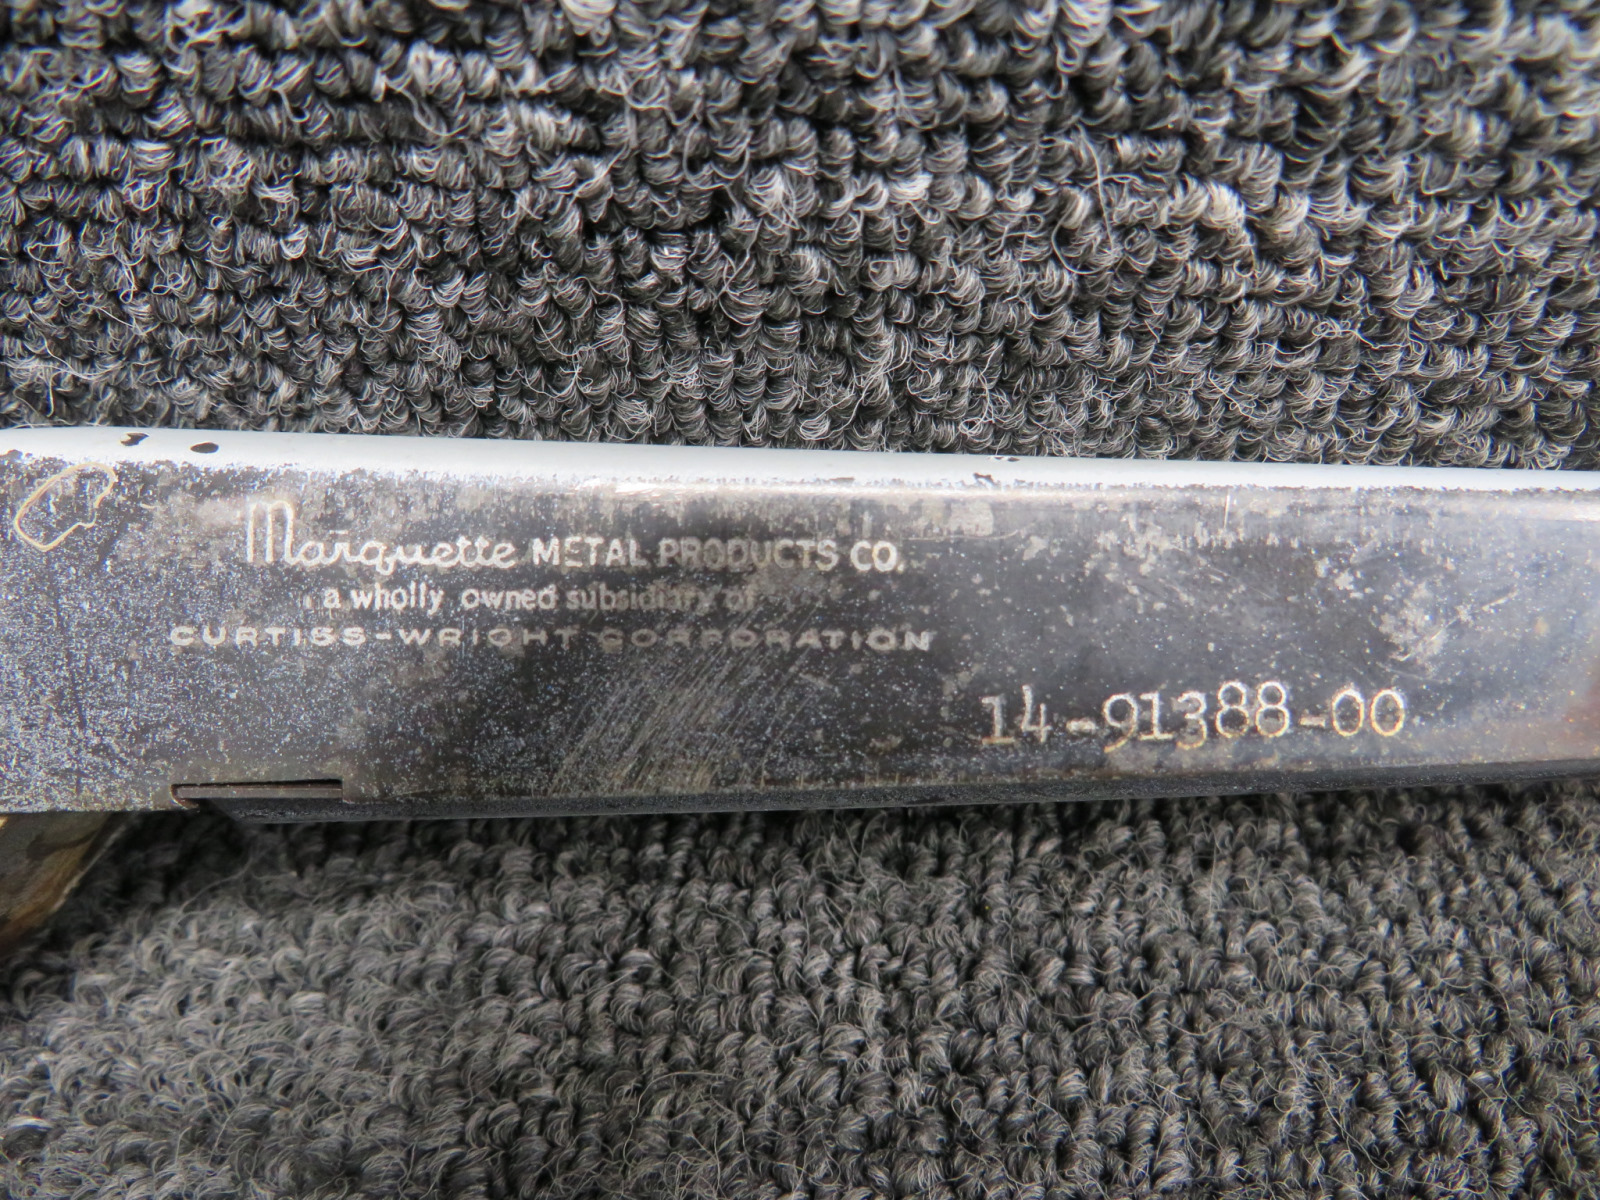 Marquette METAL PRODUCTS CO.
a wholly owned subsidiary of
CURTISS-WRIGHT CORPORATION
14-91388-00